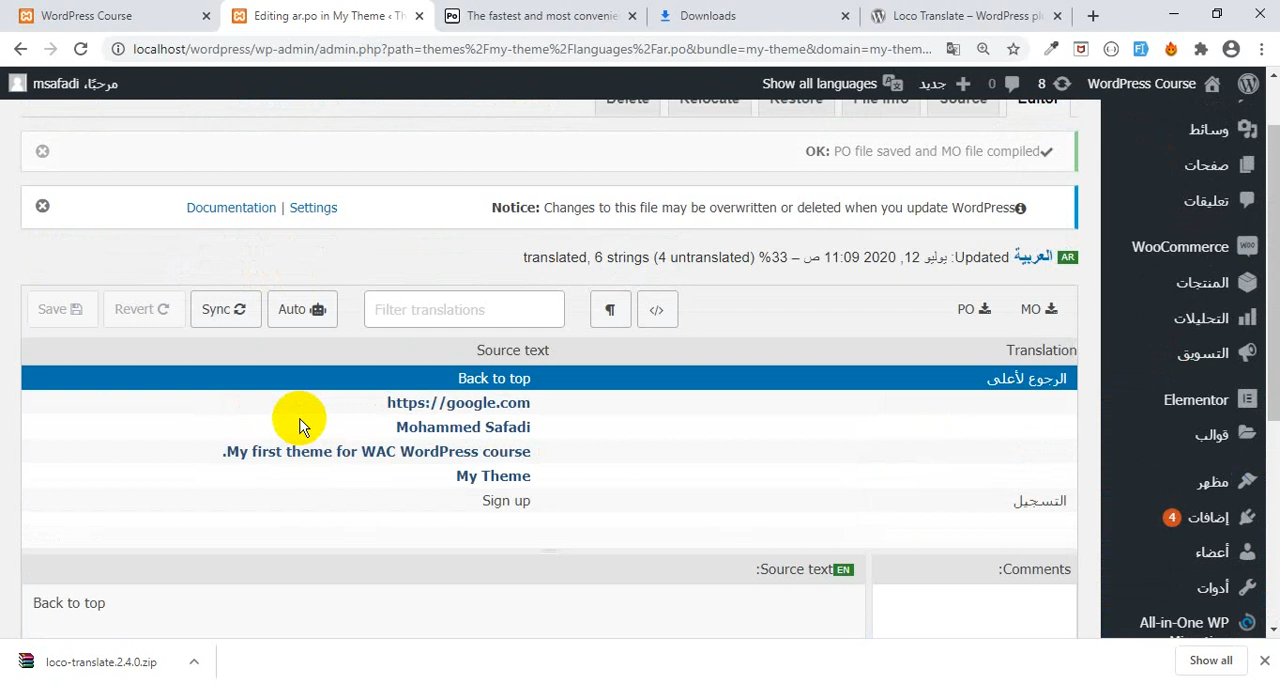 WordPress Course
Editing ar.po in My Theme ‹ Th
The fastest and most convenie
Downloads
Loco Translate – WordPress pl
localhost/wordpress/wp-admin/admin.php?path=themes%2Fmy-theme%2Flanguages%2Far.po&bundle=my-theme&domain=my-them...
msafadi مرحبًا،
Show all languages
جديد
0
8
WordPress Course
Delete
Relocate
Restore
File info
Source
Editor
OK: PO file saved and MO file compiled
Documentation | Settings
Notice: Changes to this file may be overwritten or deleted when you update WordPress
translated, 6 strings (4 untranslated) %33 – يوليو 12, 2020 11:09 ص :Updated العربية AR
Save
Revert
Sync
Auto
Filter translations
¶
</>
PO
MO
Source text
Translation
Back to top
الرجوع لأعلى
https://google.com
Mohammed Safadi
.My first theme for WAC WordPress course
My Theme
Sign up
التسجيل
:Source text EN
:Comments
Back to top
وسائط
صفحات
تعليقات
WooCommerce
المنتجات
التحليلات
التسويق
Elementor
قوالب
مظهر
إضافات 4
أعضاء
أدوات
All-in-One WP
loco-translate.2.4.0.zip
Show all